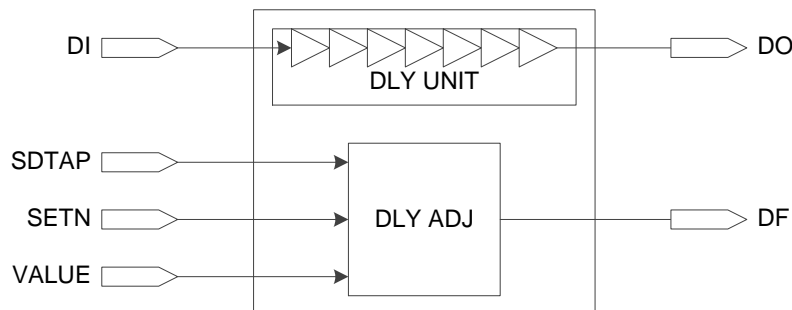 DI
DLY UNIT
DO
SDTAP
SETN
DLY ADJ
DF
VALUE